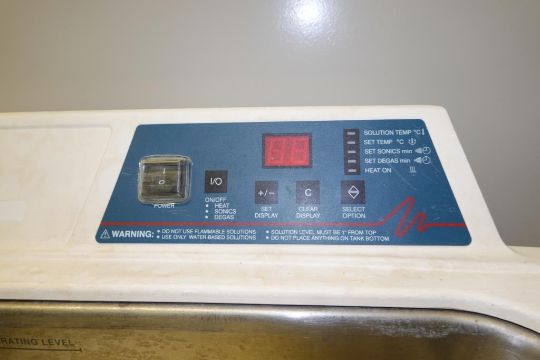 SOLUTION TEMP °C
SET TEMP °C
SET SONICS min
SET DEGAS min
HEAT ON
I
O
POWER
I/O
ON/OFF
• HEAT
• SONICS
• DEGAS
+/−
SET
DISPLAY
C
CLEAR
DISPLAY
SELECT
OPTION
WARNING:
• DO NOT USE FLAMMABLE SOLUTIONS
• USE ONLY WATER-BASED SOLUTIONS
• SOLUTION LEVEL MUST BE 1" FROM TOP
• DO NOT PLACE ANYTHING ON TANK BOTTOM
RATING LEVEL